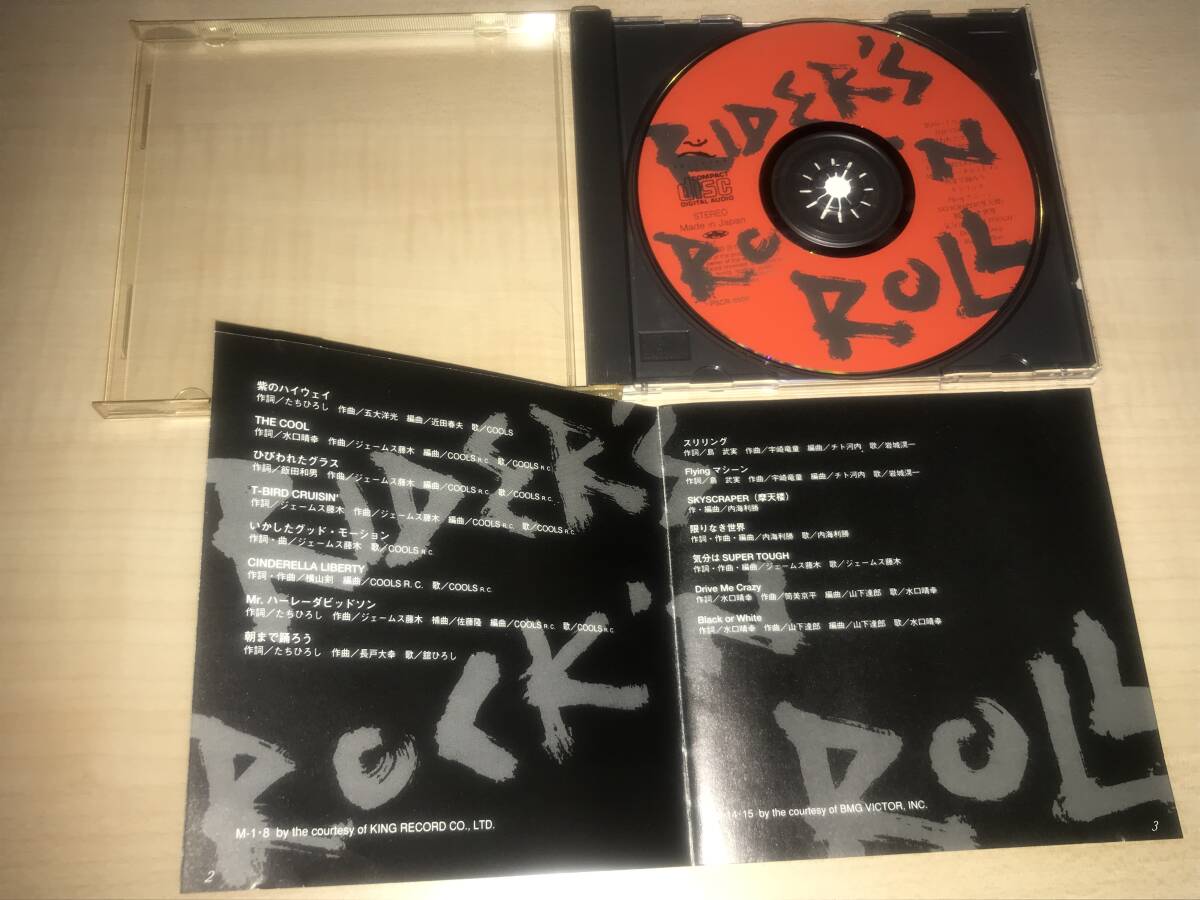 RIDER'S
ROCK'N
ROLL
COMPACT
DISC
DIGITAL AUDIO
STEREO
Made in Japan
紫のハイウェイ
作詞／たちひろし　作曲／五大洋光　編曲／近田春夫　歌／COOLS
THE COOL
作詞／水口晴幸　作曲／ジェームス藤木　編曲／COOLS R.C.　歌／COOLS R.C.
ひびわれたグラス
作詞／飯田和男　作曲／ジェームス藤木　編曲／COOLS R.C.　歌／COOLS R.C.
T-BIRD CRUISIN'
作詞／ジェームス藤木　作曲／ジェームス藤木　編曲／COOLS R.C.　歌／COOLS R.C.
いかしたグッド・モーション
作詞・曲／ジェームス藤木　歌／COOLS R.C.
CINDERELLA LIBERTY
作詞・作曲／横山剣　編曲／COOLS R. C.　歌／COOLS R.C.
Mr. ハーレーダビッドソン
作詞／たちひろし　作曲／ジェームス藤木　補曲／佐藤隆　編曲／COOLS R.C.　歌／COOLS R.C.
朝まで踊ろう
作詞／たちひろし　作曲／長戸大幸　歌／舘ひろし
M-1・8 by the courtesy of KING RECORD CO., LTD.
2
スリリング
作詞／島　武実　作曲／宇崎竜童　編曲／チト河内　歌／岩城滉一
Flying マシーン
作詞／島　武実　作曲／宇崎竜童　編曲／チト河内　歌／岩城滉一
SKYSCRAPER（摩天楼）
作・編曲／内海利勝
限りなき世界
作詞・作曲・編曲／内海利勝　歌／内海利勝
気分は SUPER TOUGH
作詞・作曲・編曲／ジェームス藤木　歌／ジェームス藤木
Drive Me Crazy
作詞／水口晴幸　作曲／筒美京平　編曲／山下達郎　歌／水口晴幸
Black or White
作詞／水口晴幸　作曲／山下達郎　編曲／山下達郎　歌／水口晴幸
14・15 by the courtesy of BMG VICTOR, INC.
3
RIDER'S
ROCK'N
ROLL